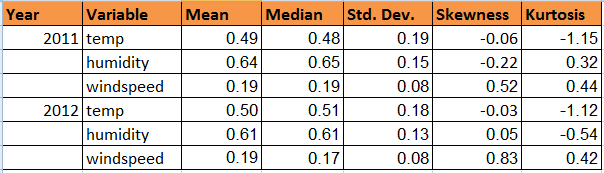 Year Variable Mean Median Std. Dev. Skewness Kurtosis
2011 temp 0.49 0.48 0.19 -0.06 -1.15
humidity 0.64 0.65 0.15 -0.22 0.32
windspeed 0.19 0.19 0.08 0.52 0.44
2012 temp 0.50 0.51 0.18 -0.03 -1.12
humidity 0.61 0.61 0.13 0.05 -0.54
windspeed 0.19 0.17 0.08 0.83 0.42